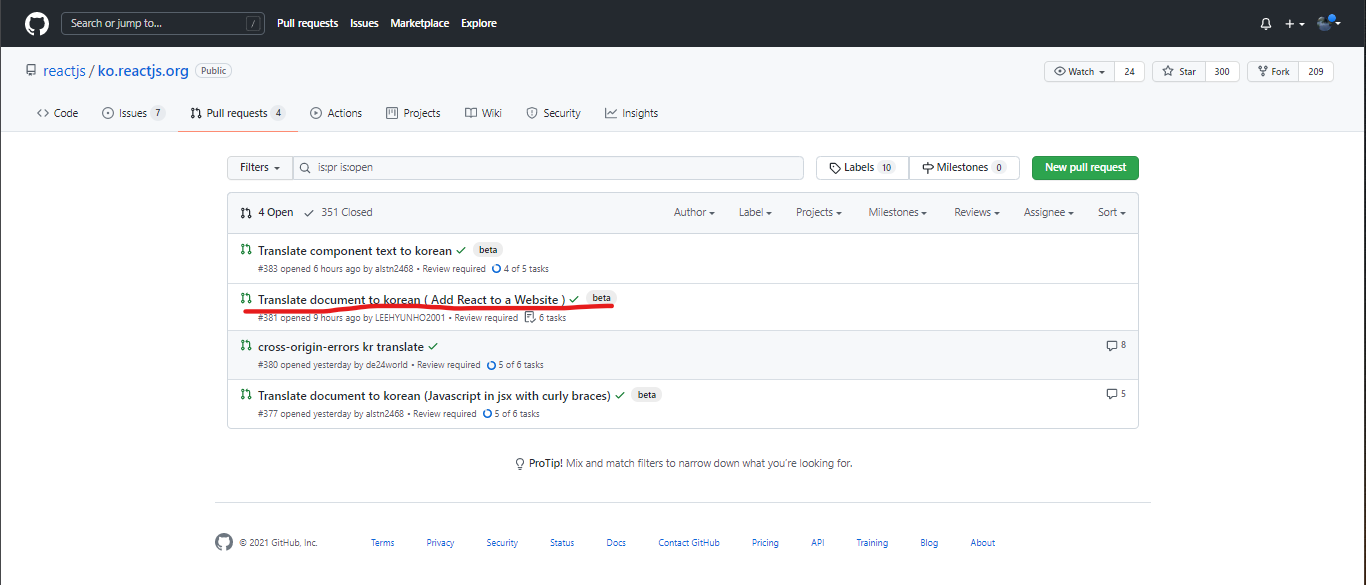 Search or jump to... /
Pull requests Issues Marketplace Explore
reactjs / ko.reactjs.org Public
Watch 24 Star 300 Fork 209
Code Issues 7 Pull requests 4 Actions Projects Wiki Security Insights
Filters is:pr is:open Labels 10 Milestones 0 New pull request
4 Open 351 Closed Author Label Projects Milestones Reviews Assignee Sort
Translate component text to korean beta
#383 opened 6 hours ago by alstn2468 • Review required 4 of 5 tasks
Translate document to korean ( Add React to a Website ) beta
#381 opened 9 hours ago by LEEHYUNHO2001 • Review required 6 tasks
cross-origin-errors kr translate 8
#380 opened yesterday by de24world • Review required 5 of 6 tasks
Translate document to korean (Javascript in jsx with curly braces) beta 5
#377 opened yesterday by alstn2468 • Review required 5 of 6 tasks
ProTip! Mix and match filters to narrow down what you're looking for.
© 2021 GitHub, Inc. Terms Privacy Security Status Docs Contact GitHub Pricing API Training Blog About